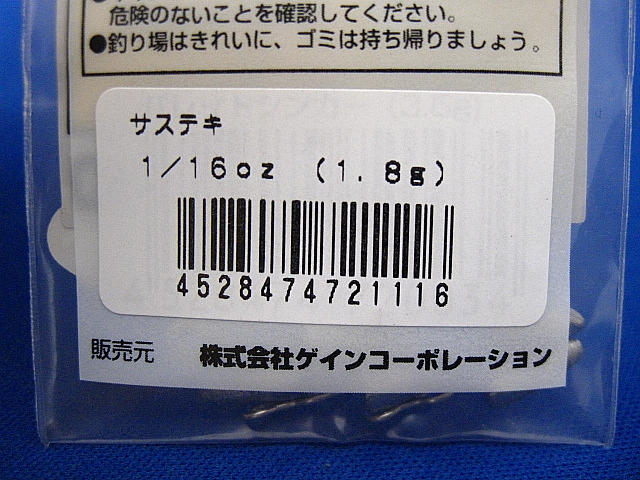 危険のないことを確認してください。
●釣り場はきれいに、ゴミは持ち帰りましょう。
サステキ
1/16oz (1.8g)
4528474721116
販売元 株式会社ゲインコーポレーション